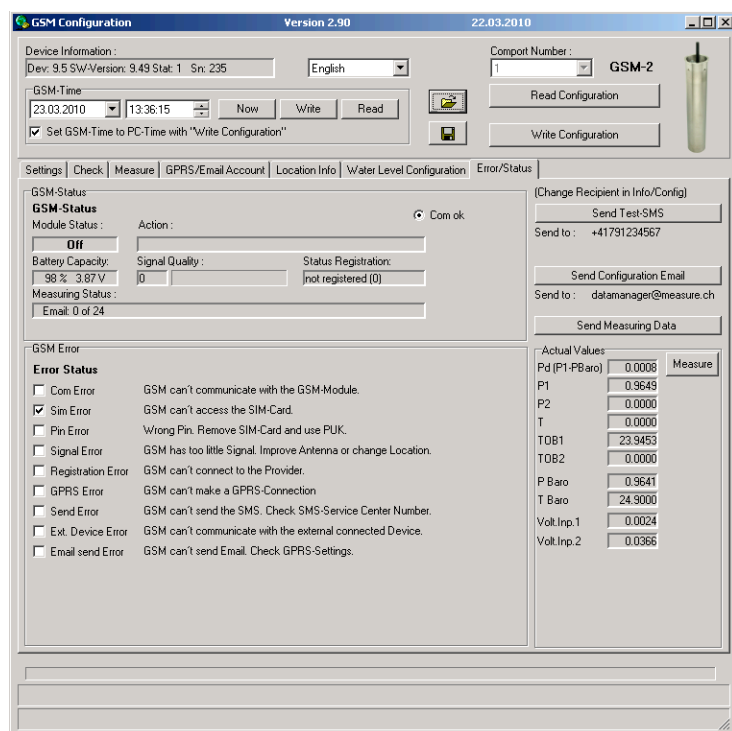 GSM Configuration Version 2.90 22.03.2010
Device Information :
Dev: 9.5 SW-Version: 9.49 Stat: 1 Sn: 235
English
Comport Number :
1
GSM-2
GSM-Time
23.03.2010 13:36:15 Now Write Read
Set GSM-Time to PC-Time with "Write Configuration"
Read Configuration
Write Configuration
Settings Check Measure GPRS/Email Account Location Info Water Level Configuration Error/Status
GSM-Status
GSM-Status
Com ok
Module Status : Action :
Off
Battery Capacity: Signal Quality : Status Registration:
98 % 3.87 V 0 not registered (0)
Measuring Status :
Email: 0 of 24
(Change Recipient in Info/Config)
Send Test-SMS
Send to : +41791234567
Send Configuration Email
Send to : datamanager@measure.ch
Send Measuring Data
GSM Error
Error Status
Com Error GSM can´t communicate with the GSM-Module.
Sim Error GSM can´t access the SIM-Card.
Pin Error Wrong Pin. Remove SIM-Card and use PUK.
Signal Error GSM has too little Signal. Improve Antenna or change Location.
Registration Error GSM can´t connect to the Provider.
GPRS Error GSM can´t make a GPRS-Connection
Send Error GSM can´t send the SMS. Check SMS-Service Center Number.
Ext. Device Error GSM can´t communicate with the external connected Device.
Email send Error GSM can´t send Email. Check GPRS-Settings.
Actual Values
Pd (P1-PBaro) 0.0008 Measure
P1 0.9649
P2 0.0000
T 0.0000
TOB1 23.9453
TOB2 0.0000
P Baro 0.9641
T Baro 24.9000
Volt.Inp.1 0.0024
Volt.Inp.2 0.0366